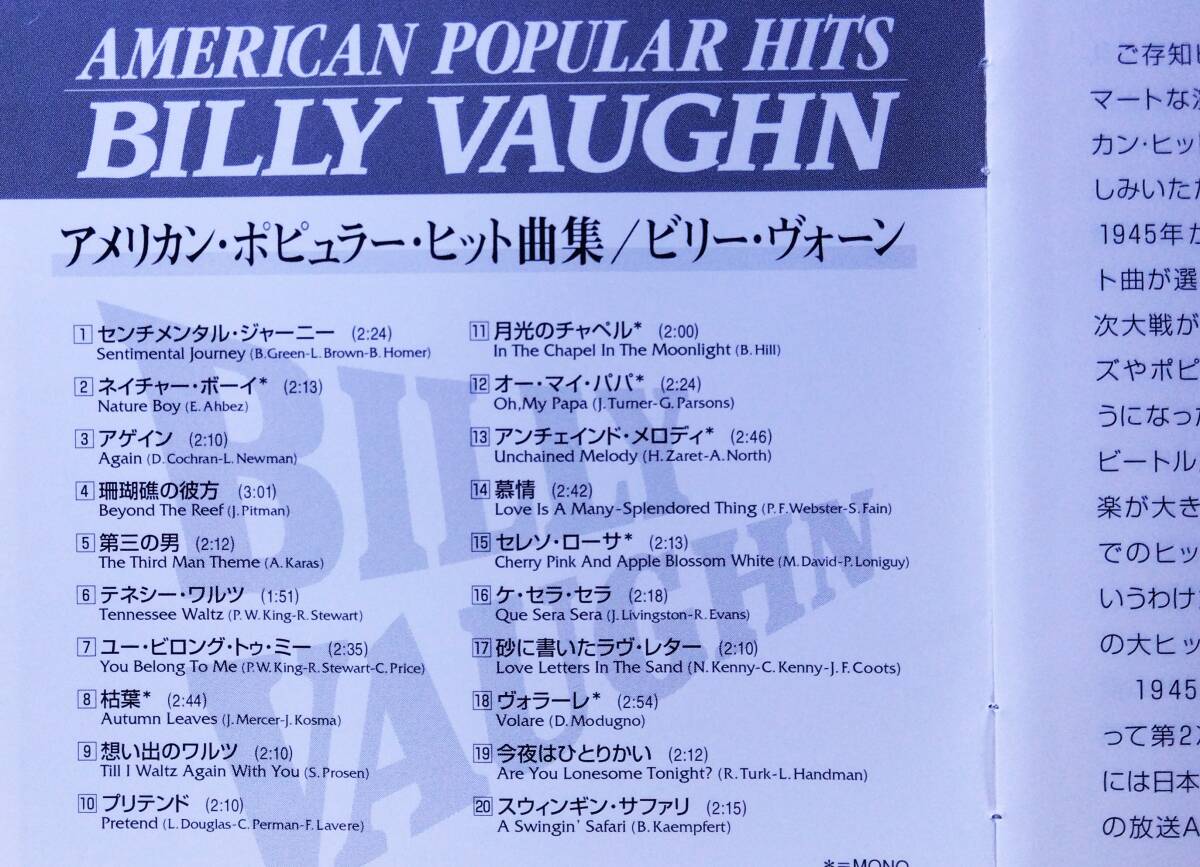 AMERICAN POPULAR HITS
BILLY VAUGHN
アメリカン・ポピュラー・ヒット曲集/ビリー・ヴォーン
1 センチメンタル・ジャーニー (2:24)
Sentimental Journey (B.Green-L.Brown-B.Homer)
2 ネイチャー・ボーイ* (2:13)
Nature Boy (E.Ahbez)
3 アゲイン (2:10)
Again (D.Cochran-L.Newman)
4 珊瑚礁の彼方 (3:01)
Beyond The Reef (J.Pitman)
5 第三の男 (2:12)
The Third Man Theme (A.Karas)
6 テネシー・ワルツ (1:51)
Tennessee Waltz (P.W.King-R.Stewart)
7 ユー・ビロング・トゥ・ミー (2:35)
You Belong To Me (P.W.King-R.Stewart-C.Price)
8 枯葉* (2:44)
Autumn Leaves (J.Mercer-J.Kosma)
9 想い出のワルツ (2:10)
Till I Waltz Again With You (S.Prosen)
10 プリテンド (2:10)
Pretend (L.Douglas-C.Perman-F.Lavere)
11 月光のチャペル* (2:00)
In The Chapel In The Moonlight (B.Hill)
12 オー・マイ・パパ* (2:24)
Oh,My Papa (J.Turner-G.Parsons)
13 アンチェインド・メロディ* (2:46)
Unchained Melody (H.Zaret-A.North)
14 慕情 (2:42)
Love Is A Many-Splendored Thing (P.F.Webster-S.Fain)
15 セレソ・ローサ* (2:13)
Cherry Pink And Apple Blossom White (M.David-P.Loniguy)
16 ケ・セラ・セラ (2:18)
Que Sera Sera (J.Livingston-R.Evans)
17 砂に書いたラヴ・レター (2:10)
Love Letters In The Sand (N.Kenny-C.Kenny-J.F.Coots)
18 ヴォラーレ* (2:54)
Volare (D.Modugno)
19 今夜はひとりかい (2:12)
Are You Lonesome Tonight? (R.Turk-L.Handman)
20 スウィンギン・サファリ (2:15)
A Swingin' Safari (B.Kaempfert)
*=MONO
BILLY
VAUGHN
ご存知
マートな
カン・ヒッ
しみいた
1945年
ト曲が選
次大戦が
ズやポピ
うになっ
ビートル
楽が大き
でのヒッ
いうわけ
の大ヒッ
1945
って第2
には日本
の放送A